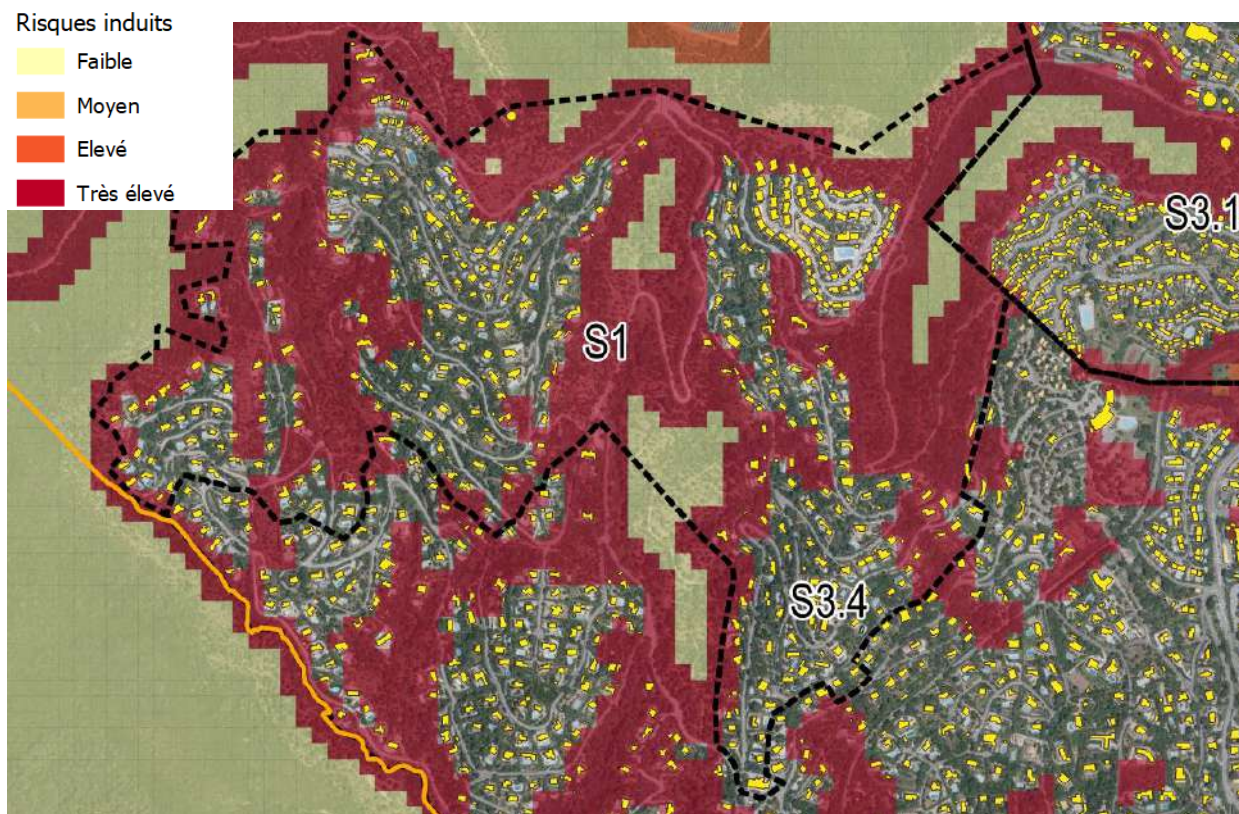 Risques induits
Faible
Moyen
Elevé
Très élevé
S3.1
S1
S3.4